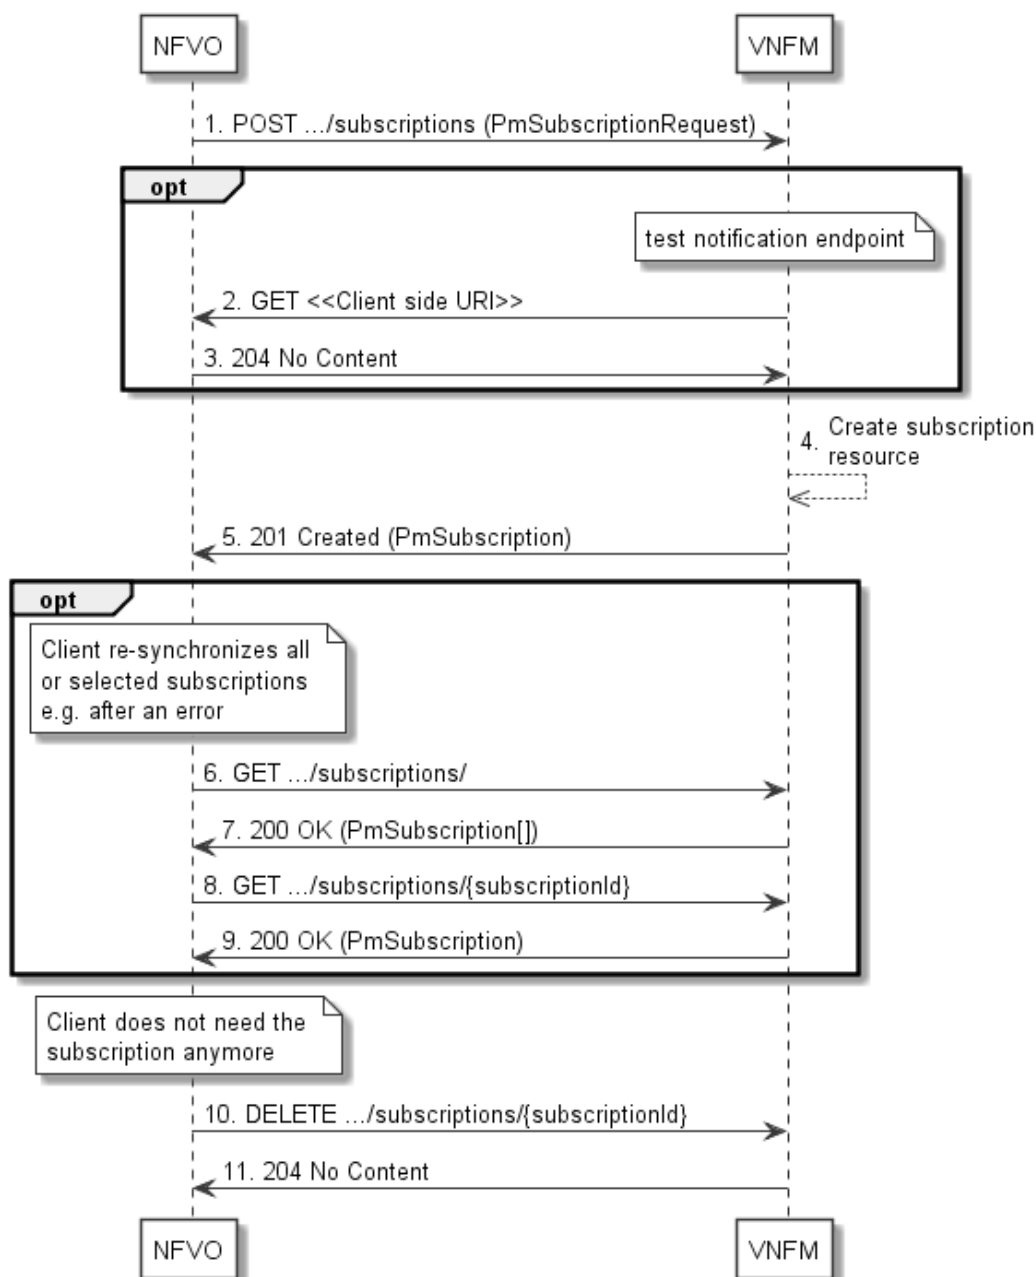 NFVO
VNFM
1. POST .../subscriptions (PmSubscriptionRequest)
opt
test notification endpoint
2. GET <<Client side URI>>
3. 204 No Content
4. Create subscription
resource
5. 201 Created (PmSubscription)
opt
Client re-synchronizes all
or selected subscriptions
e.g. after an error
6. GET .../subscriptions/
7. 200 OK (PmSubscription[])
8. GET .../subscriptions/{subscriptionId}
9. 200 OK (PmSubscription)
Client does not need the
subscription anymore
10. DELETE .../subscriptions/{subscriptionId}
11. 204 No Content
NFVO
VNFM